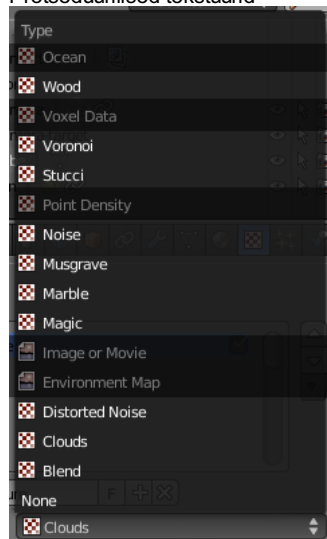 Protseduurilised tekstuurid
Type
Ocean
Wood
Voxel Data
Voronoi
Stucci
Point Density
Noise
Musgrave
Marble
Magic
Image or Movie
Environment Map
Distorted Noise
Clouds
Blend
None
F
Clouds